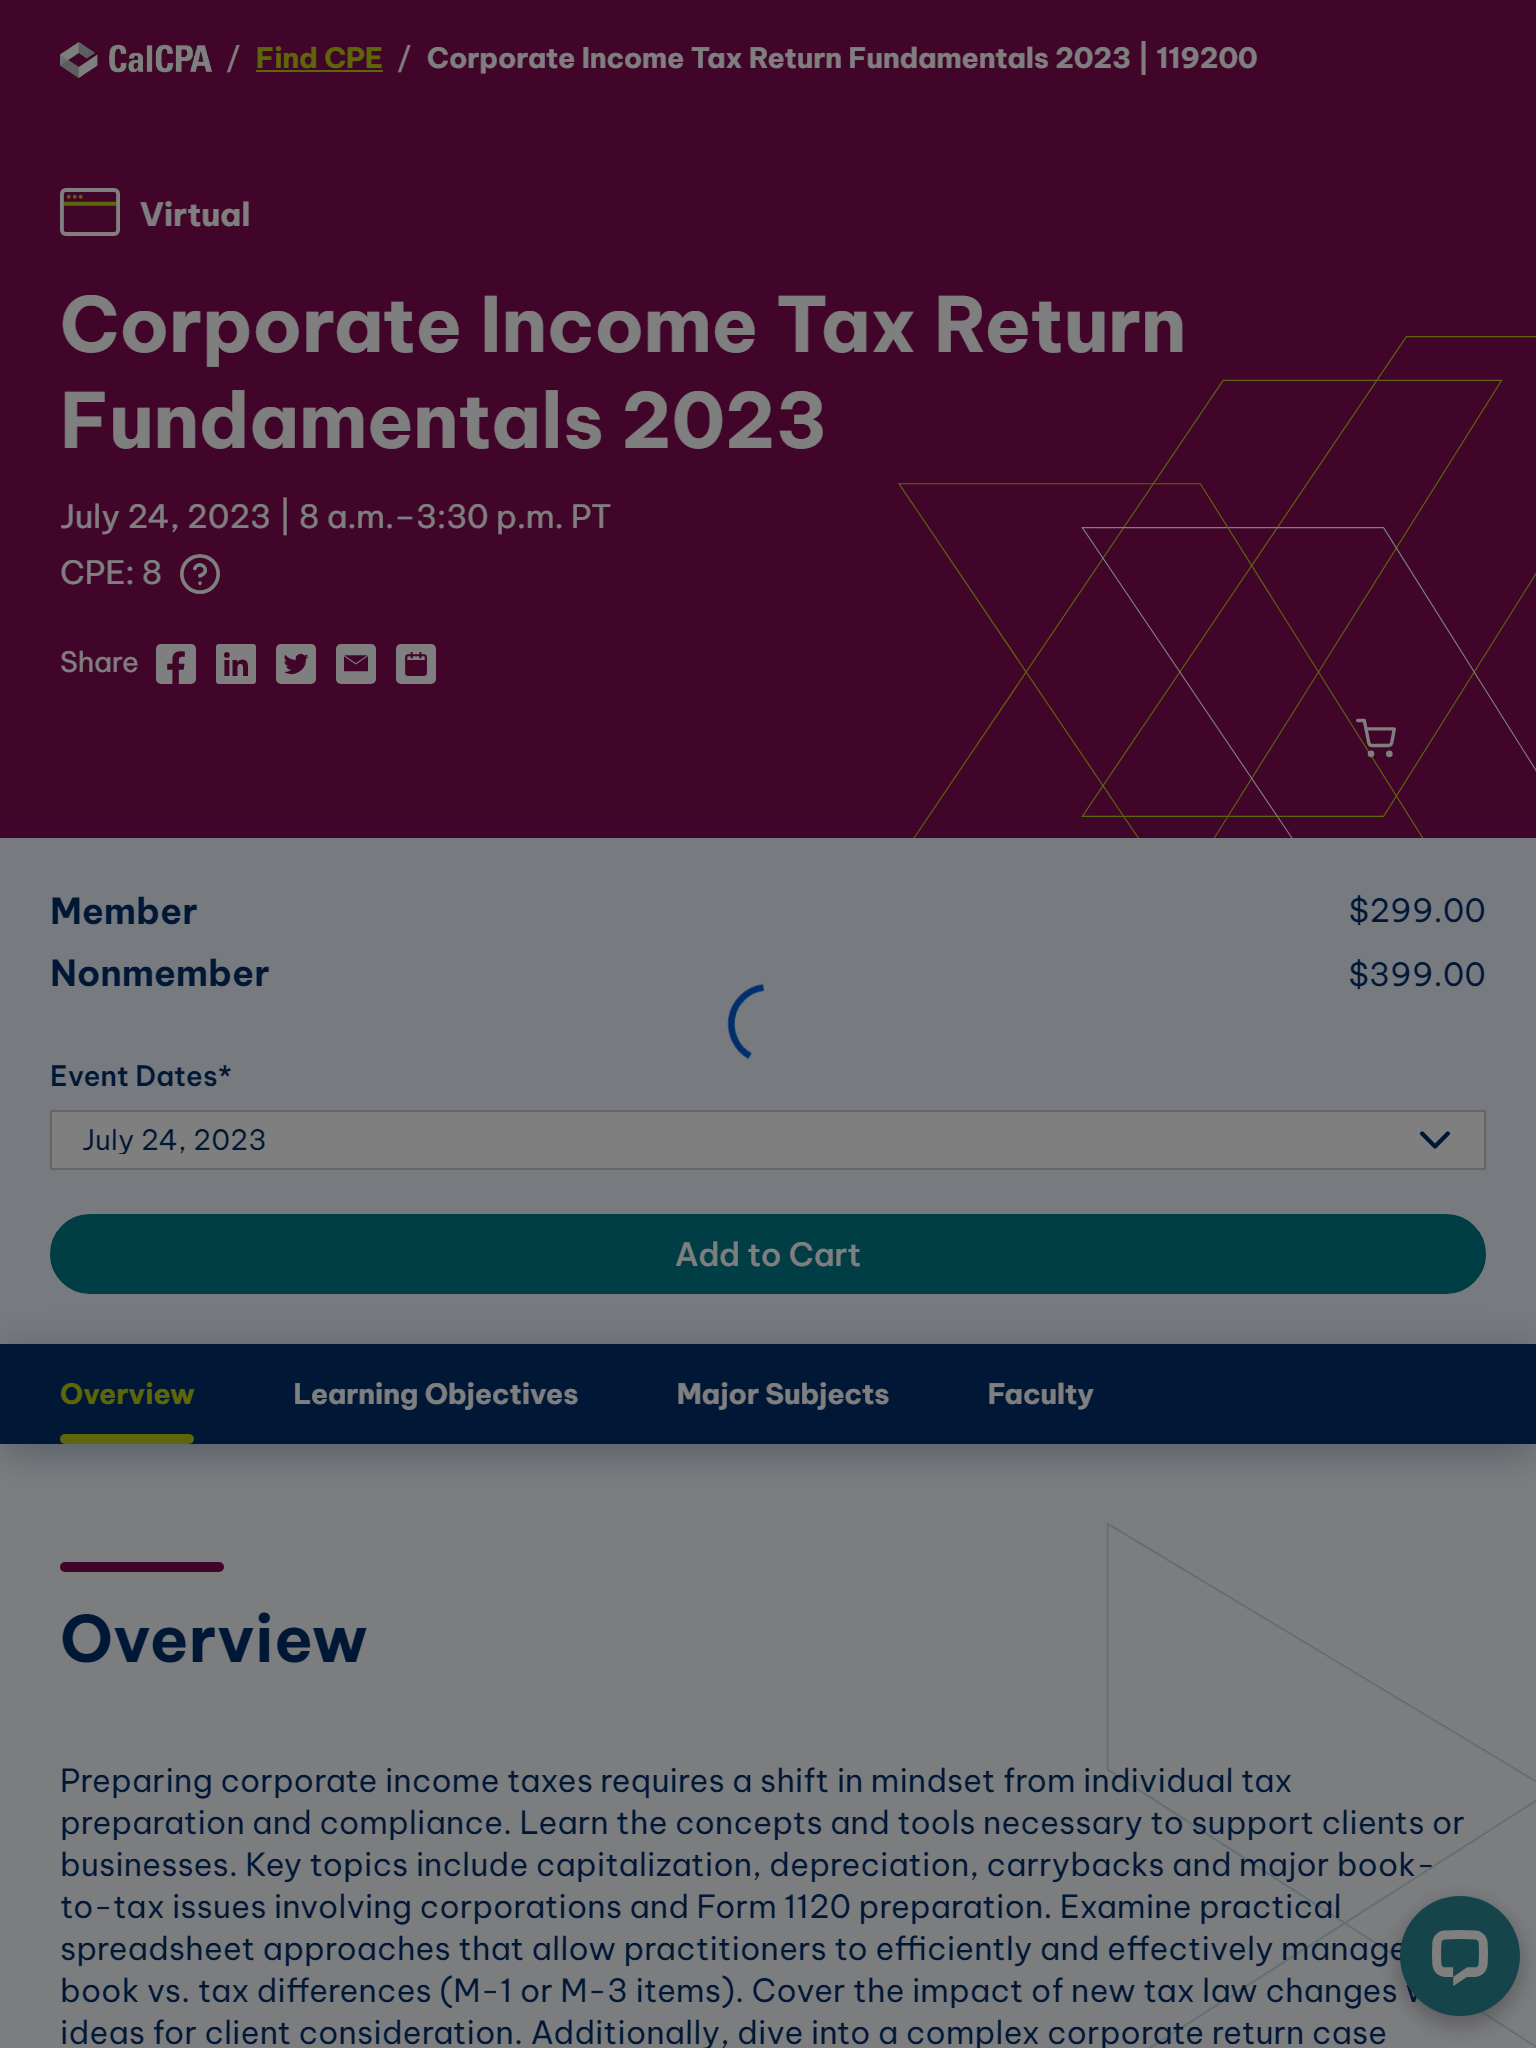 CalCPA / Find CPE / Corporate Income Tax Return Fundamentals 2023 | 119200
Virtual
Corporate Income Tax Return
Fundamentals 2023
July 24, 2023 | 8 a.m.–3:30 p.m. PT
CPE: 8
Share
Member $299.00
Nonmember $399.00
Event Dates*
July 24, 2023
Add to Cart
Overview Learning Objectives Major Subjects Faculty
Overview
Preparing corporate income taxes requires a shift in mindset from individual tax
preparation and compliance. Learn the concepts and tools necessary to support clients or
businesses. Key topics include capitalization, depreciation, carrybacks and major book-
to-tax issues involving corporations and Form 1120 preparation. Examine practical
spreadsheet approaches that allow practitioners to efficiently and effectively manage
book vs. tax differences (M-1 or M-3 items). Cover the impact of new tax law changes
ideas for client consideration. Additionally, dive into a complex corporate return case